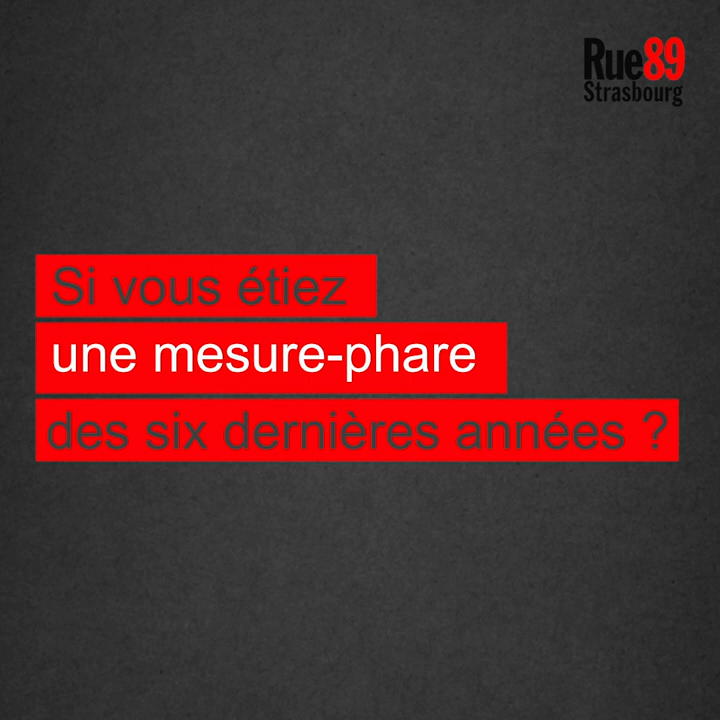 Rue89
Strasbourg
Si vous étiez
une mesure-phare
des six dernières années ?